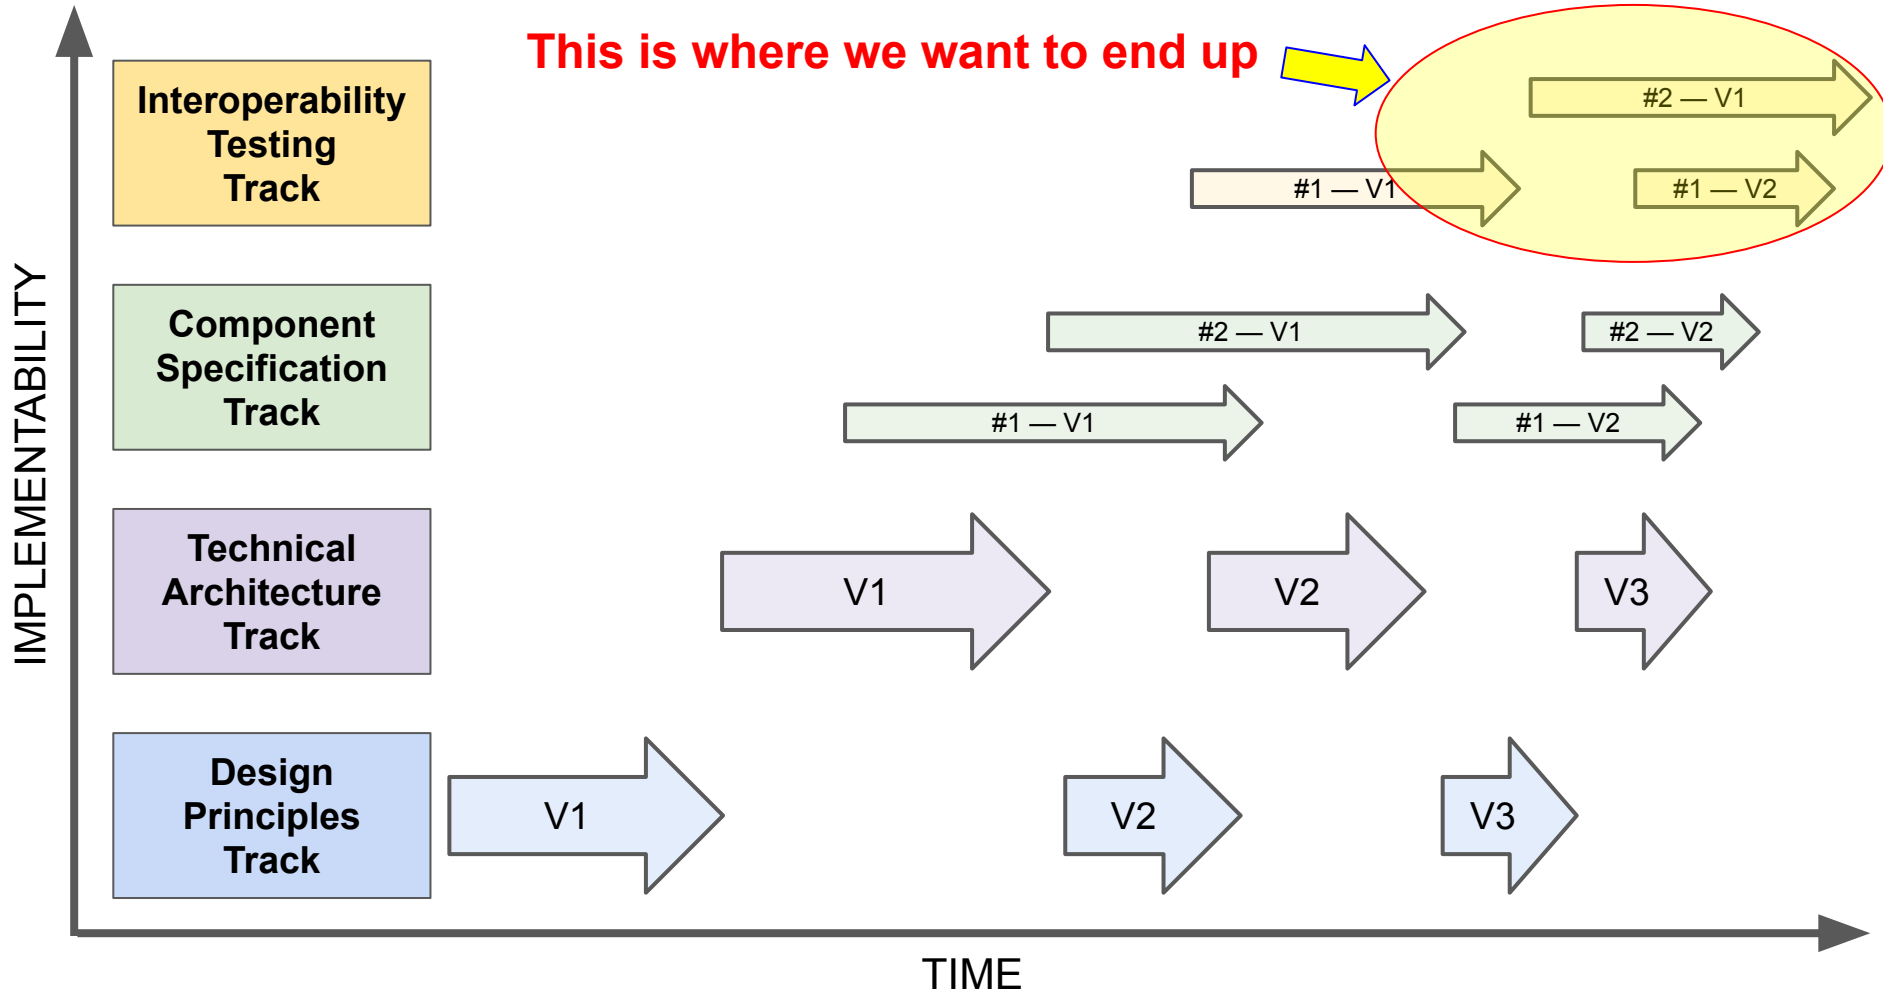 This is where we want to end up
Interoperability
Testing
Track
#2 — V1
#1 — V1
#1 — V2
Component
Specification
Track
#2 — V1
#2 — V2
#1 — V1
#1 — V2
Technical
Architecture
Track
V1
V2
V3
Design
Principles
Track
V1
V2
V3
IMPLEMENTABILITY
TIME